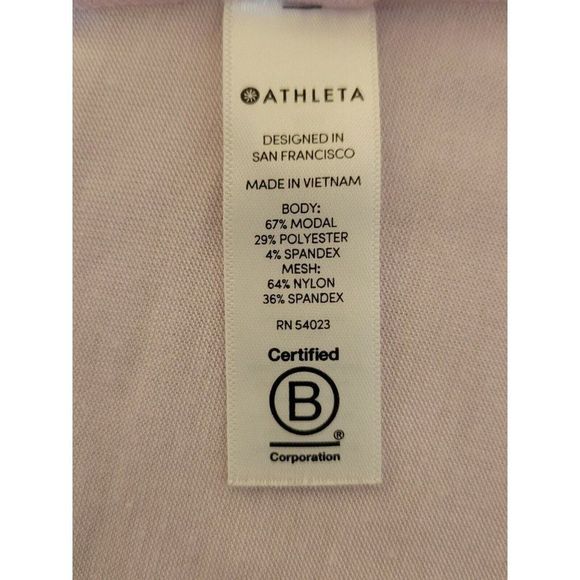 ATHLETA
DESIGNED IN
SAN FRANCISCO
MADE IN VIETNAM
BODY:
67% MODAL
29% POLYESTER
4% SPANDEX
MESH:
64% NYLON
36% SPANDEX
RN 54023
Certified
B
®
Corporation